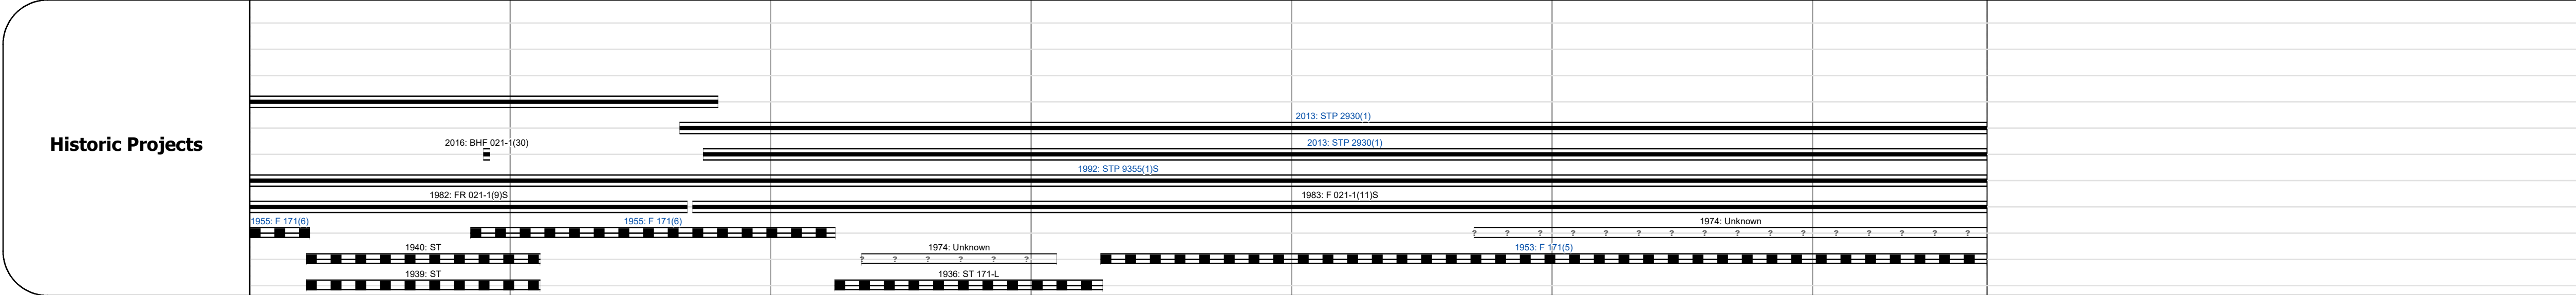 Historic Projects
2013: STP 2930(1)
2016: BHF 021-1(30)
2013: STP 2930(1)
1992: STP 9355(1)S
1982: FR 021-1(9)S
1983: F 021-1(11)S
1955: F 171(6)
1955: F 171(6)
1974: Unknown
? ? ? ? ? ? ? ? ? ? ? ? ? ? ? ?
1940: ST
1974: Unknown
1953: F 171(5)
? ? ? ? ? ?
1939: ST
1936: ST 171-L